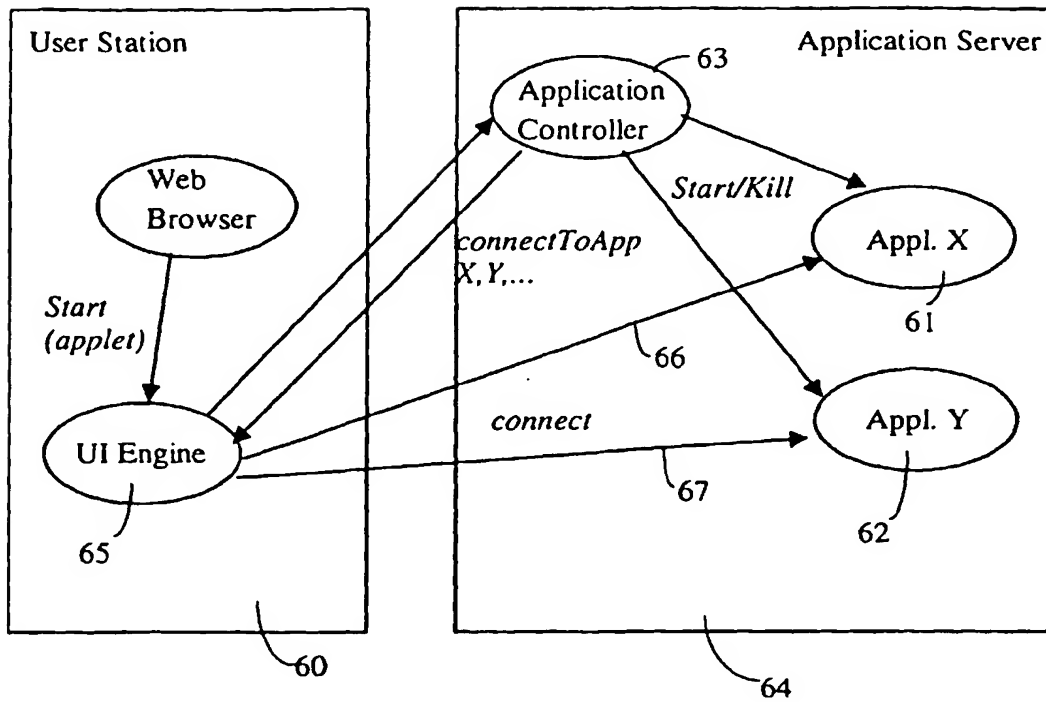 User Station
Application Server
63
Application
Controller
Web
Browser
Start/Kill
connectToApp
X, Y,...
Appl. X
Start
(applet)
61
66
connect
Appl. Y
UI Engine
67
62
65
60
64